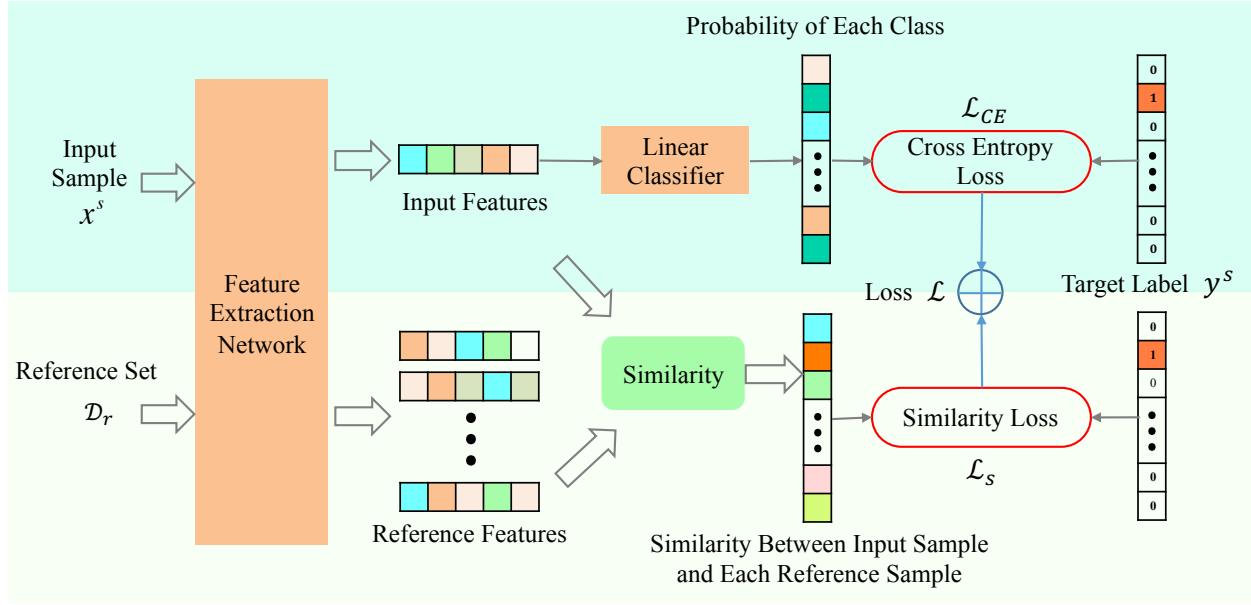 Probability of Each Class
Input
Sample
xˢ
Input Features
Linear
Classifier
ℒ_CE
Cross Entropy
Loss
0
1
0
0
0
Target Label yˢ
Loss ℒ
Feature
Extraction
Network
Reference Set
𝒟_r
Reference Features
Similarity
Similarity Between Input Sample
and Each Reference Sample
Similarity Loss
ℒ_s
0
1
0
0
0